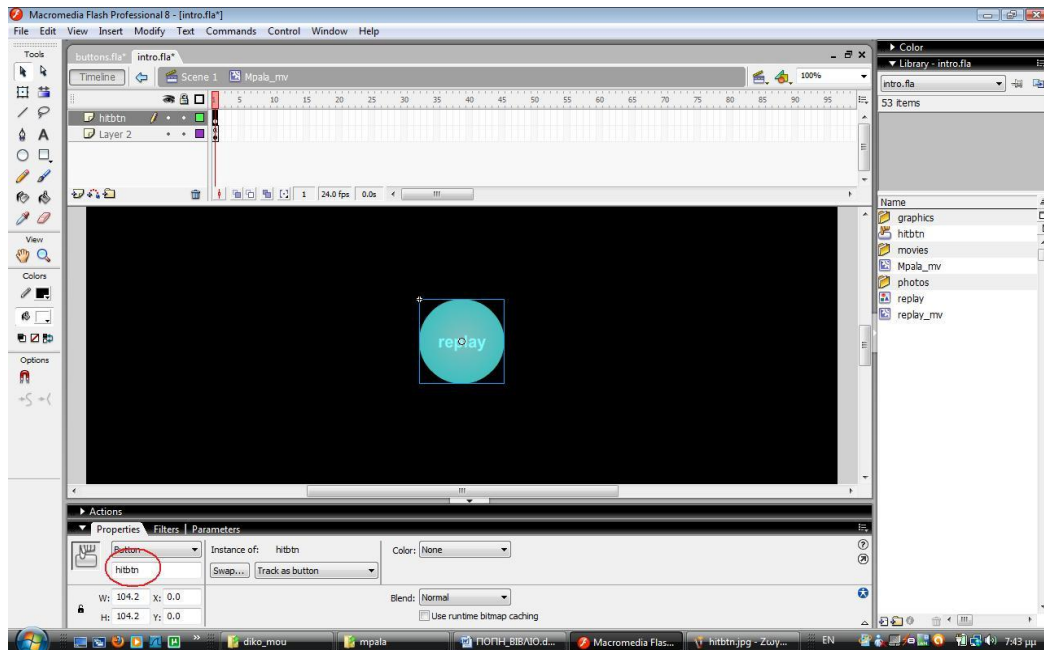 Macromedia Flash Professional 8 - [intro.fla*]
File Edit View Insert Modify Text Commands Control Window Help
Tools
buttons.fla* intro.fla*
Timeline Scene 1 Mpala_mv 100%
1 5 10 15 20 25 30 35 40 45 50 55 60 65 70 75 80 85 90 95
hitbtn
Layer 2
1 24.0 fps 0.0s
View
Colors
Options
replay
Color
Library - intro.fla
intro.fla
53 items
Name
graphics
hitbtn
movies
Mpala_mv
photos
replay
replay_mv
Actions
Properties Filters Parameters
Button Instance of: hitbtn Color: None
hitbtn Swap... Track as button
W: 104.2 X: 0.0 Blend: Normal
H: 104.2 Y: 0.0 Use runtime bitmap caching
diko_mou mpala ΠΟΠΗ_ΒΙΒΛΙΟ.d... Macromedia Flas... hitbtn.jpg - Ζωγ... EN 7:43 μμ